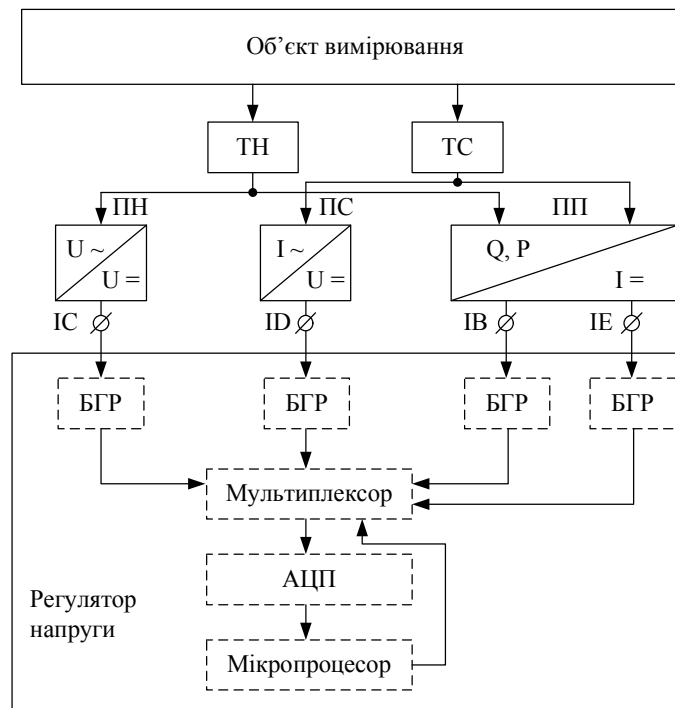 Об’єкт вимірювання
ТН
ТС
ПН
ПС
ПП
U ~
U =
I ~
U =
Q, P
I =
IC
ID
IB
IE
БГР
БГР
БГР
БГР
Мультиплексор
АЦП
Регулятор
напруги
Мікропроцесор